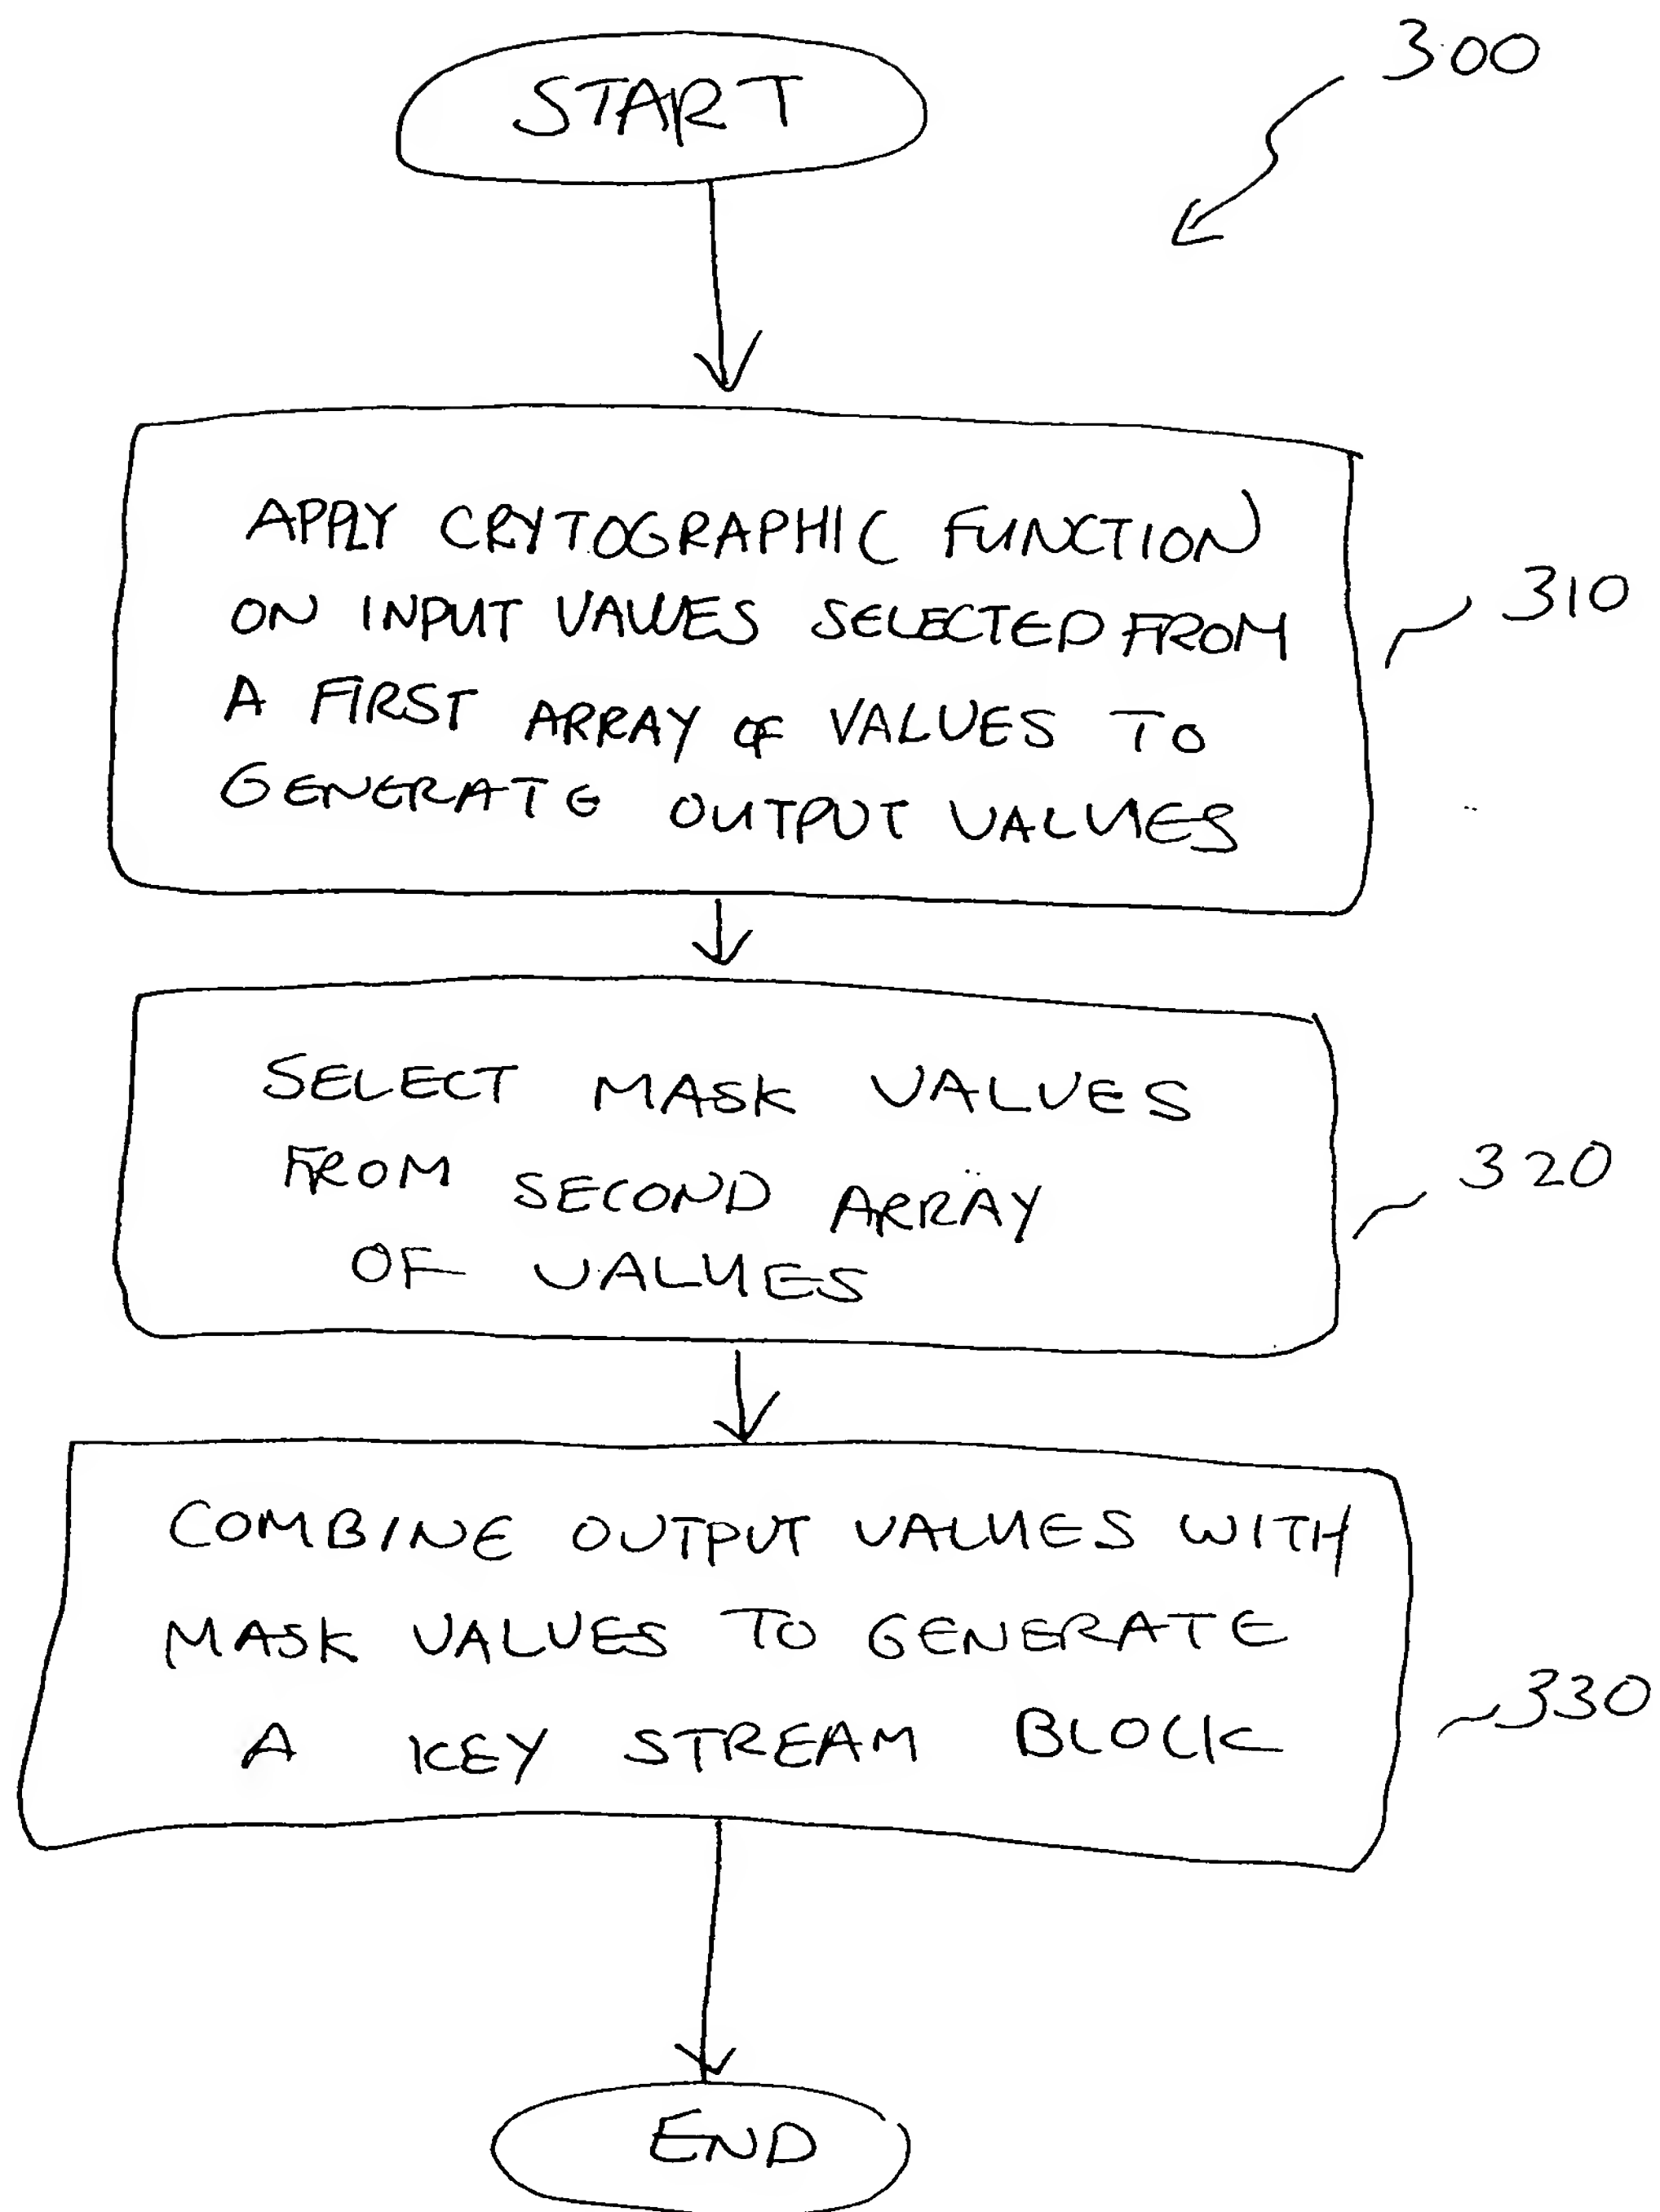 START
300
APPLY CRYTOGRAPHIC FUNCTION
ON INPUT VALUES SELECTED FROM
A FIRST ARRAY OF VALUES TO
GENERATE OUTPUT VALUES
310
SELECT MASK VALUES
FROM SECOND ARRAY
OF VALUES
320
COMBINE OUTPUT VALUES WITH
MASK VALUES TO GENERATE
A KEY STREAM BLOCK
330
END